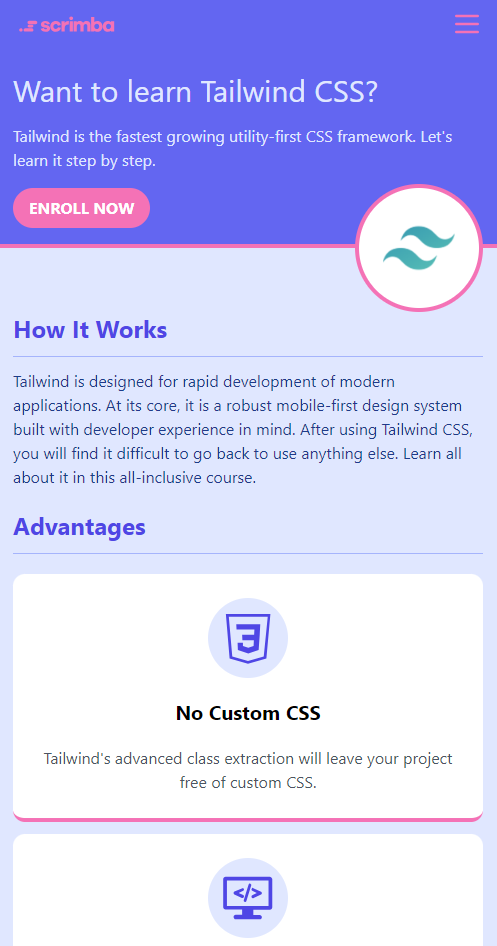 scrimba
Want to learn Tailwind CSS?
Tailwind is the fastest growing utility-first CSS framework. Let's
learn it step by step.
ENROLL NOW
How It Works
Tailwind is designed for rapid development of modern
applications. At its core, it is a robust mobile-first design system
built with developer experience in mind. After using Tailwind CSS,
you will find it difficult to go back to use anything else. Learn all
about it in this all-inclusive course.
Advantages
3
No Custom CSS
Tailwind's advanced class extraction will leave your project
free of custom CSS.
</>